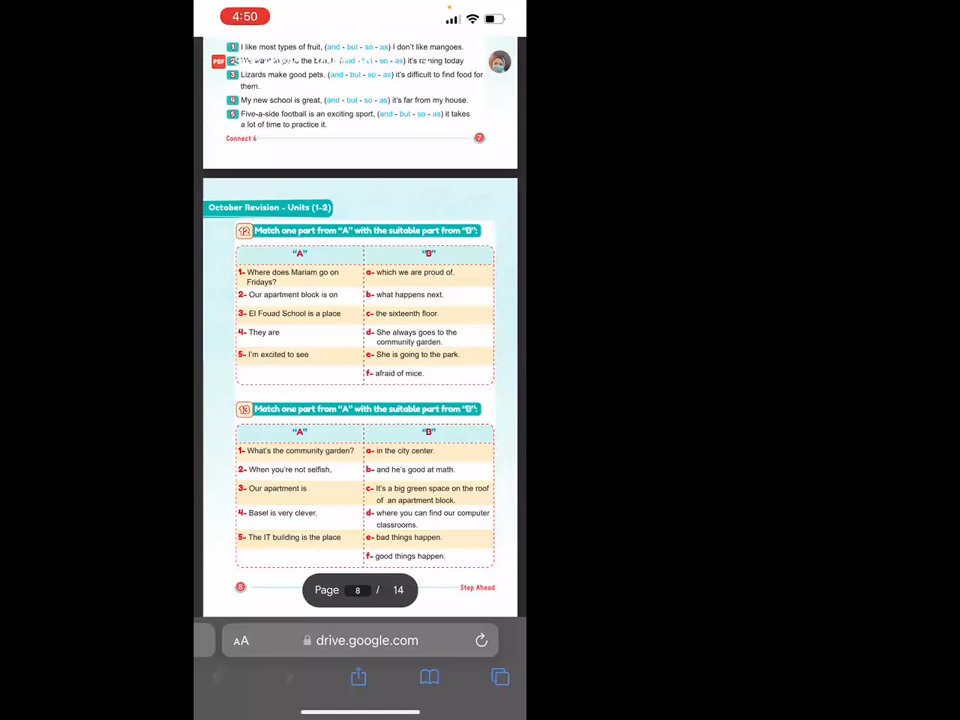 4:50
1 I like most types of fruit, (and - but - so - as) I don't like mangoes.
PDF
2 We want to go to the (and - but - so - as) it's raining today
3 Lizards make good pets, (and - but - so - as) it's difficult to find food for
them.
4 My new school is great, (and - but - so - as) it's far from my house.
5 Five-a-side football is an exciting sport, (and - but - so - as) it takes
a lot of time to practice it.
Connect 6
7
October Revision - Units (1-2)
12 Match one part from "A" with the suitable part from "B":
"A" "B"
1- Where does Mariam go on
Fridays?
a- which we are proud of.
2- Our apartment block is on b- what happens next.
3- El Fouad School is a place c- the sixteenth floor.
4- They are d- She always goes to the
community garden.
5- I'm excited to see e- She is going to the park.
f- afraid of mice.
13 Match one part from "A" with the suitable part from "B":
"A" "B"
1- What's the community garden? a- in the city center.
2- When you're not selfish, b- and he's good at math.
3- Our apartment is c- It's a big green space on the roof
of an apartment block.
4- Basel is very clever. d- where you can find our computer
classrooms.
5- The IT building is the place e- bad things happen.
f- good things happen.
8
Page 8 / 14
Step Ahead
AA drive.google.com